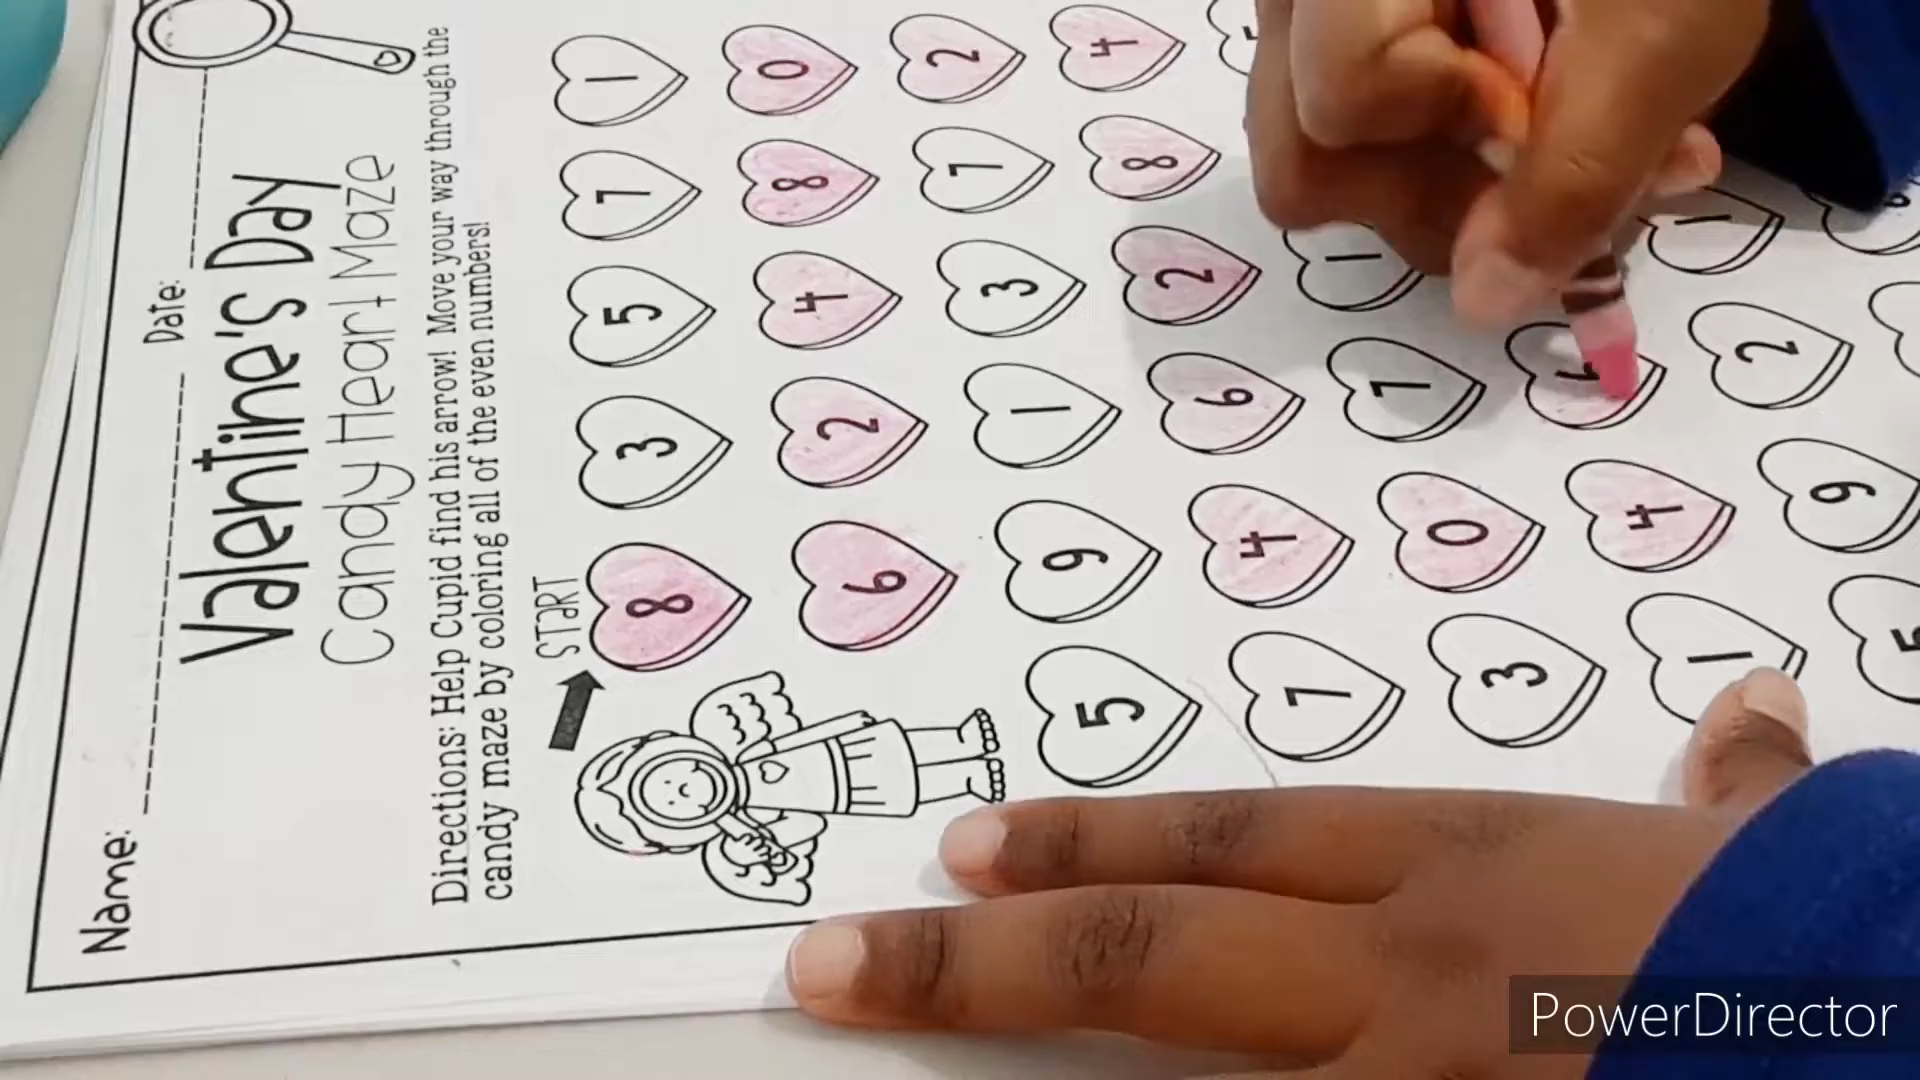 Name: Date:
Valentine's Day
Candy Heart Maze
Directions: Help Cupid find his arrow! Move your way through the
candy maze by coloring all of the even numbers!
START
8 3 5 7 1
6 2 4 8 0
5 9 1 3 7 2
7 4 6 2 8 4
3 0 7 1
1 4 6
5 9 2 1
PowerDirector